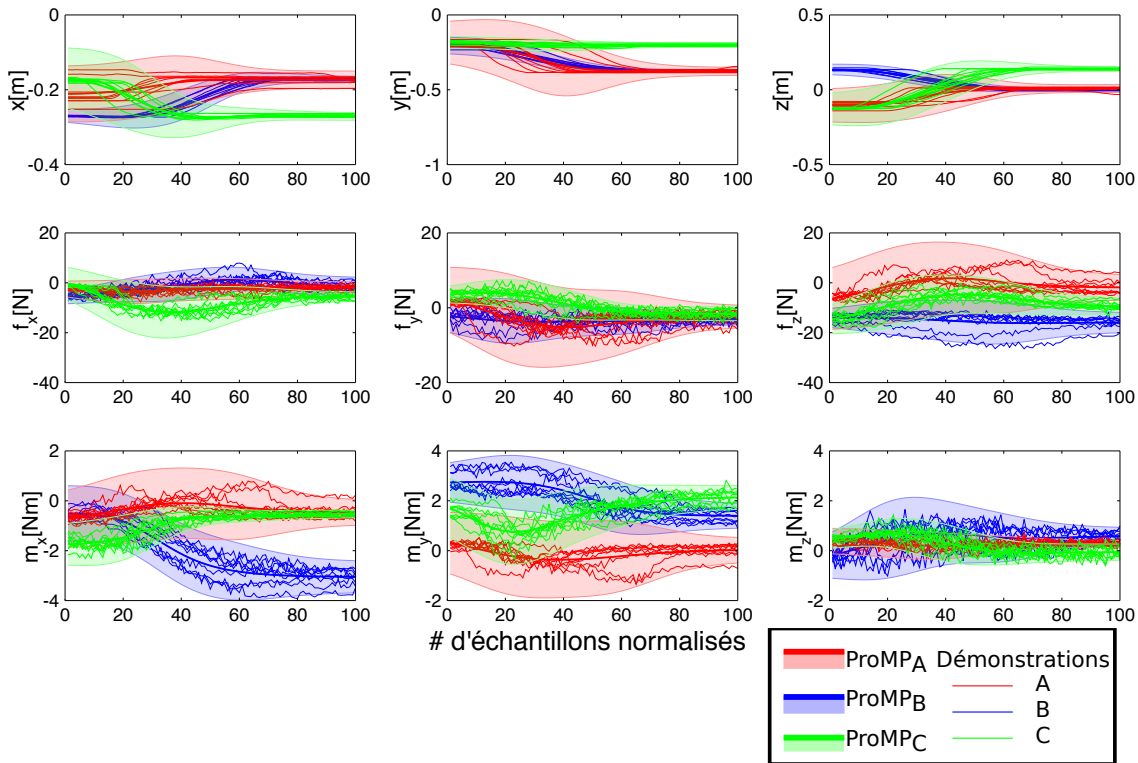 0 0 0.5
x[m] -0.2 y[m] -0.5 z[m] 0
-0.4 -1 -0.5
0 20 40 60 80 100 0 20 40 60 80 100 0 20 40 60 80 100
20 20 20
f_x[N] 0 -20 f_y[N] 0 f_z[N] 0 -20
-40 -20 -40
0 20 40 60 80 100 0 20 40 60 80 100 0 20 40 60 80 100
2 4 6
m_x[Nm] 0 -2 m_y[Nm] 2 0 m_z[Nm] 4 2 0
-4 -2 -2
0 20 40 60 80 100 0 20 40 60 80 100 0 20 40 60 80 100
# d'échantillons normalisés
ProMP_A Démonstrations
A
ProMP_B B
ProMP_C C